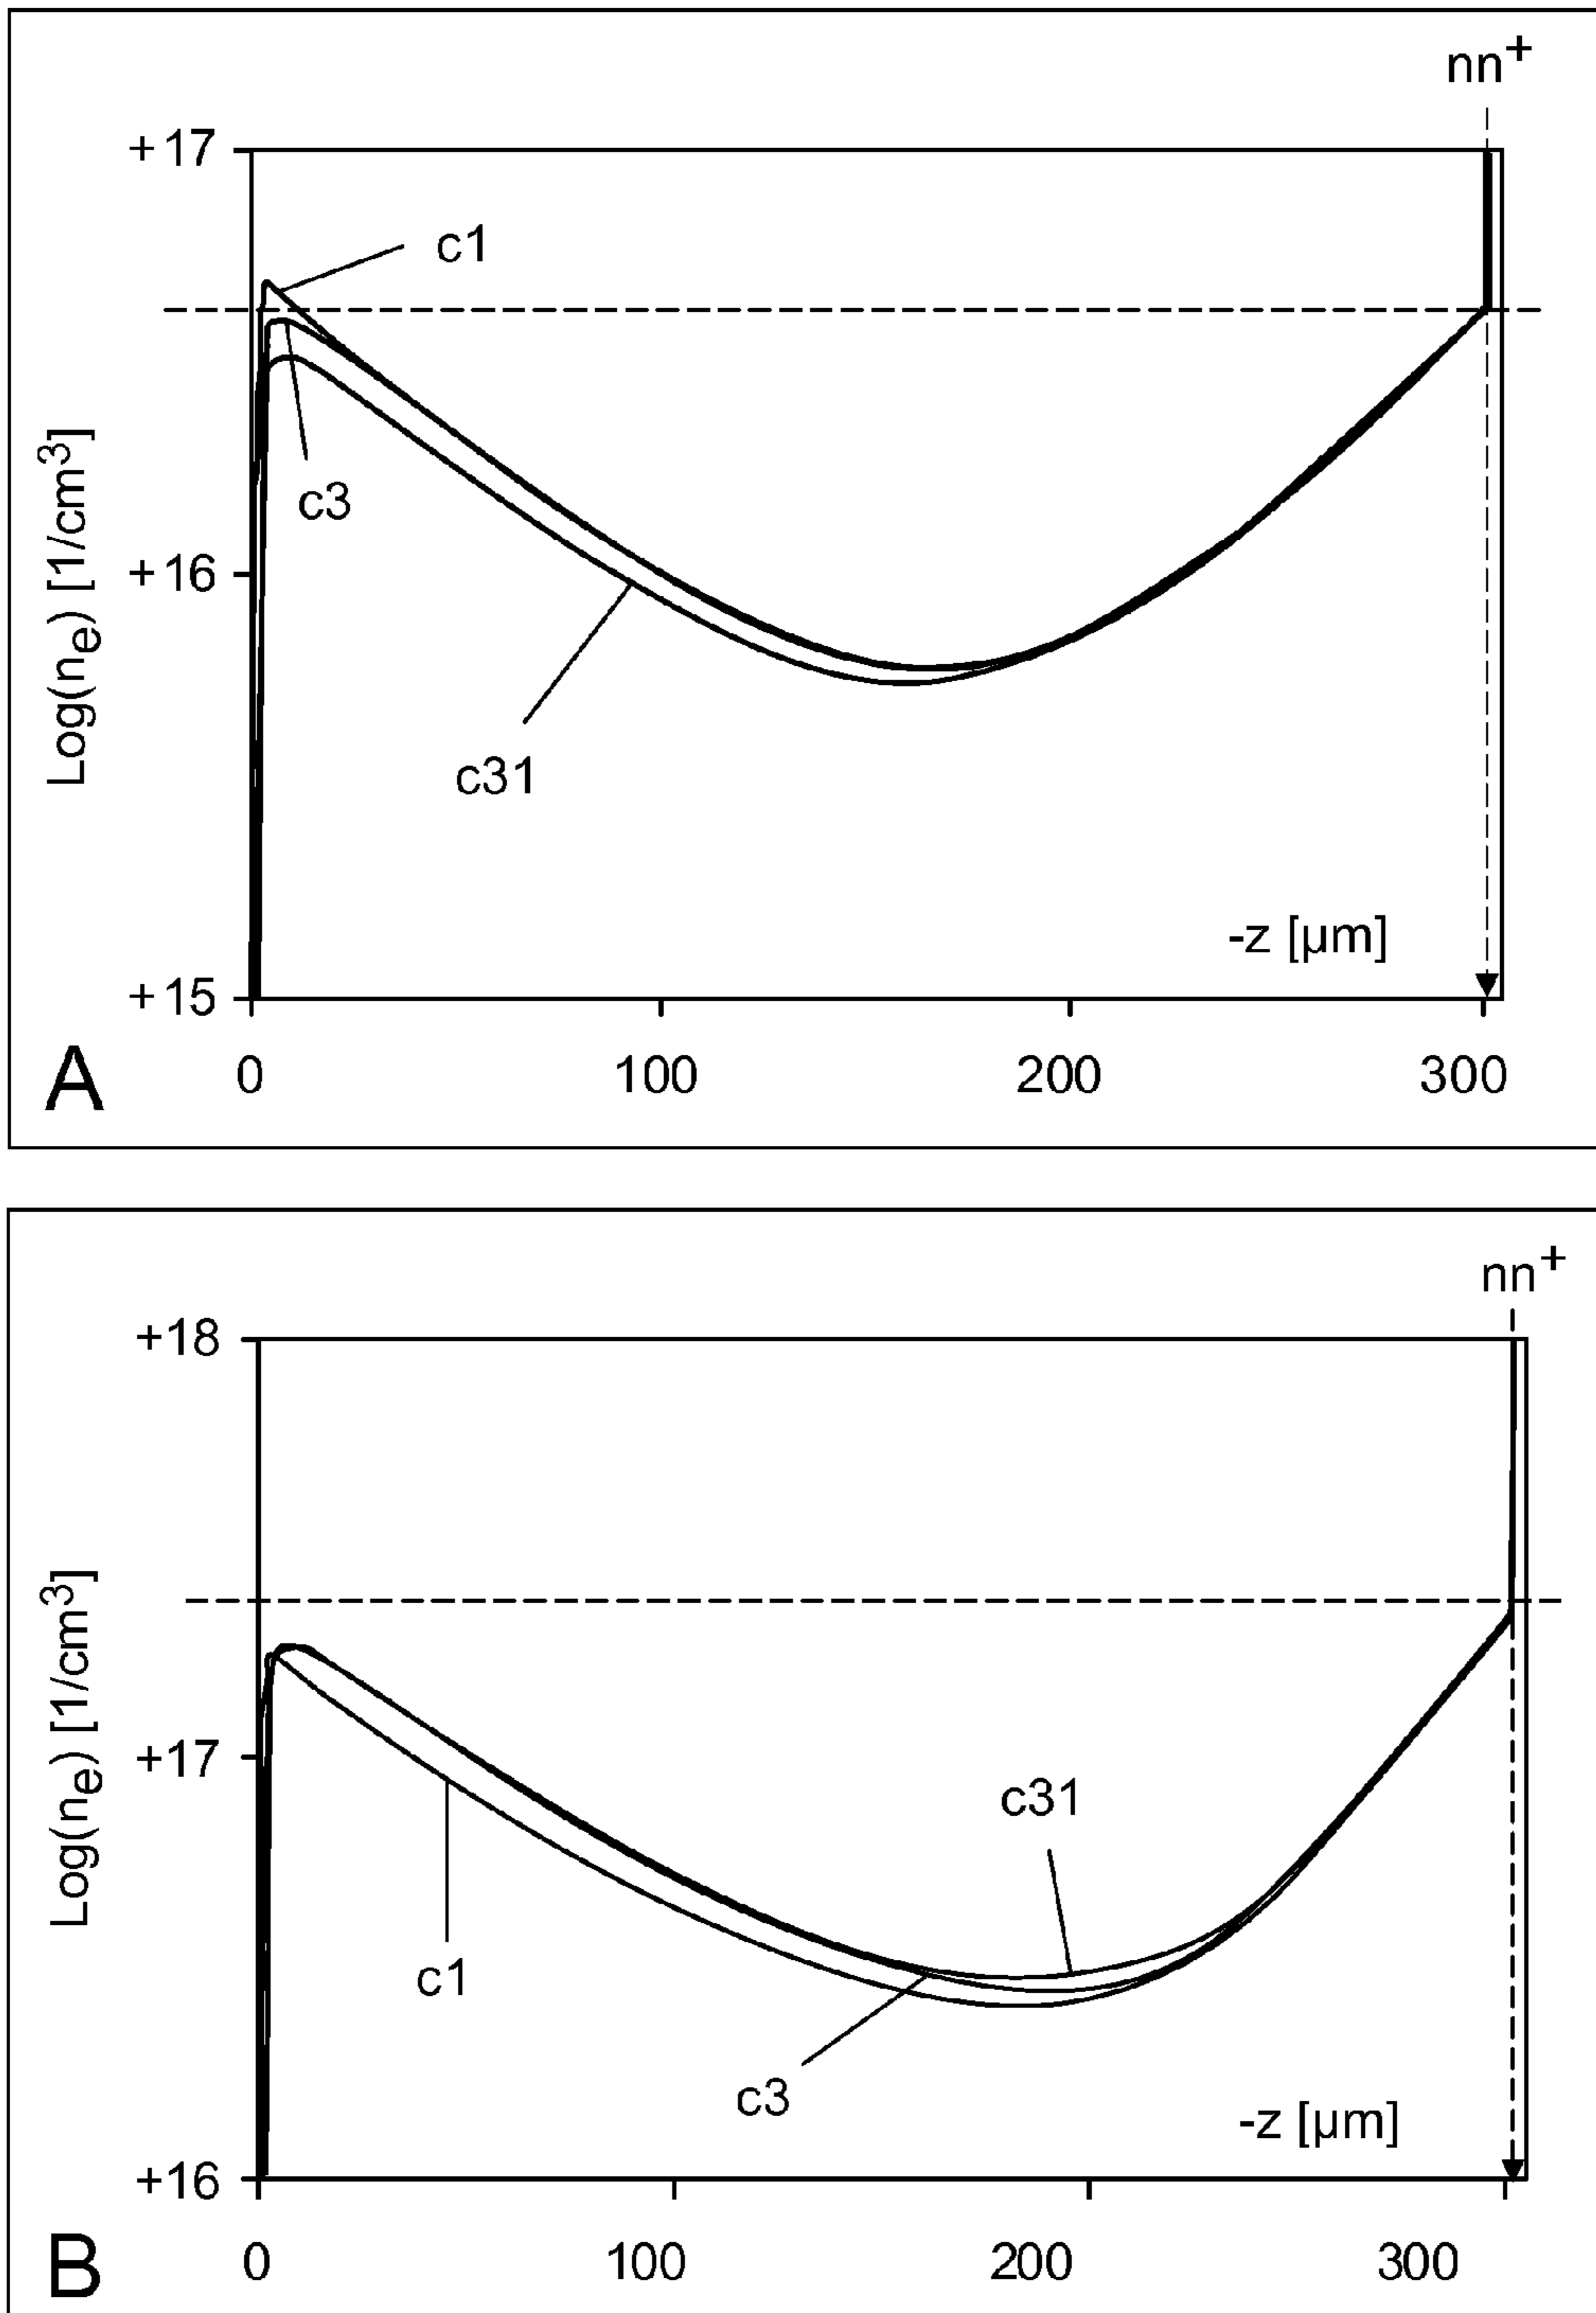 nn+
+17
c1
c3
Log(ne) [1/cm3]
+16
c31
-z [µm]
+15
0 100 200 300
A
nn+
+18
Log(ne) [1/cm3]
+17
c31
c1
c3
-z [µm]
+16
0 100 200 300
B